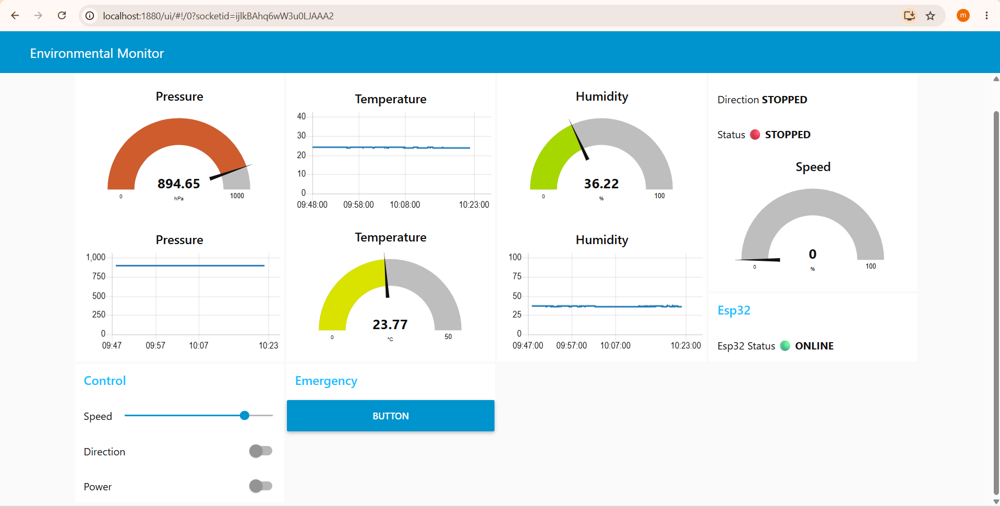 localhost:1880/ui/#!/0?socketid=ijlkBAhq6wW3u0LJAAA2
m
Environmental Monitor
Pressure
894.65
hPa
0
1000
Pressure
1,000
750
500
250
0
09:47 09:57 10:07 10:23
Temperature
40
30
20
10
0
09:48:00 09:58:00 10:08:00 10:23:00
Temperature
23.77
°C
0
50
Humidity
36.22
%
0
100
Humidity
100
75
50
25
0
09:47:00 09:57:00 10:07:00 10:23:00
Direction STOPPED
Status STOPPED
Speed
0
%
0
100
Esp32
Esp32 Status ONLINE
Control
Speed
Direction
Power
Emergency
BUTTON